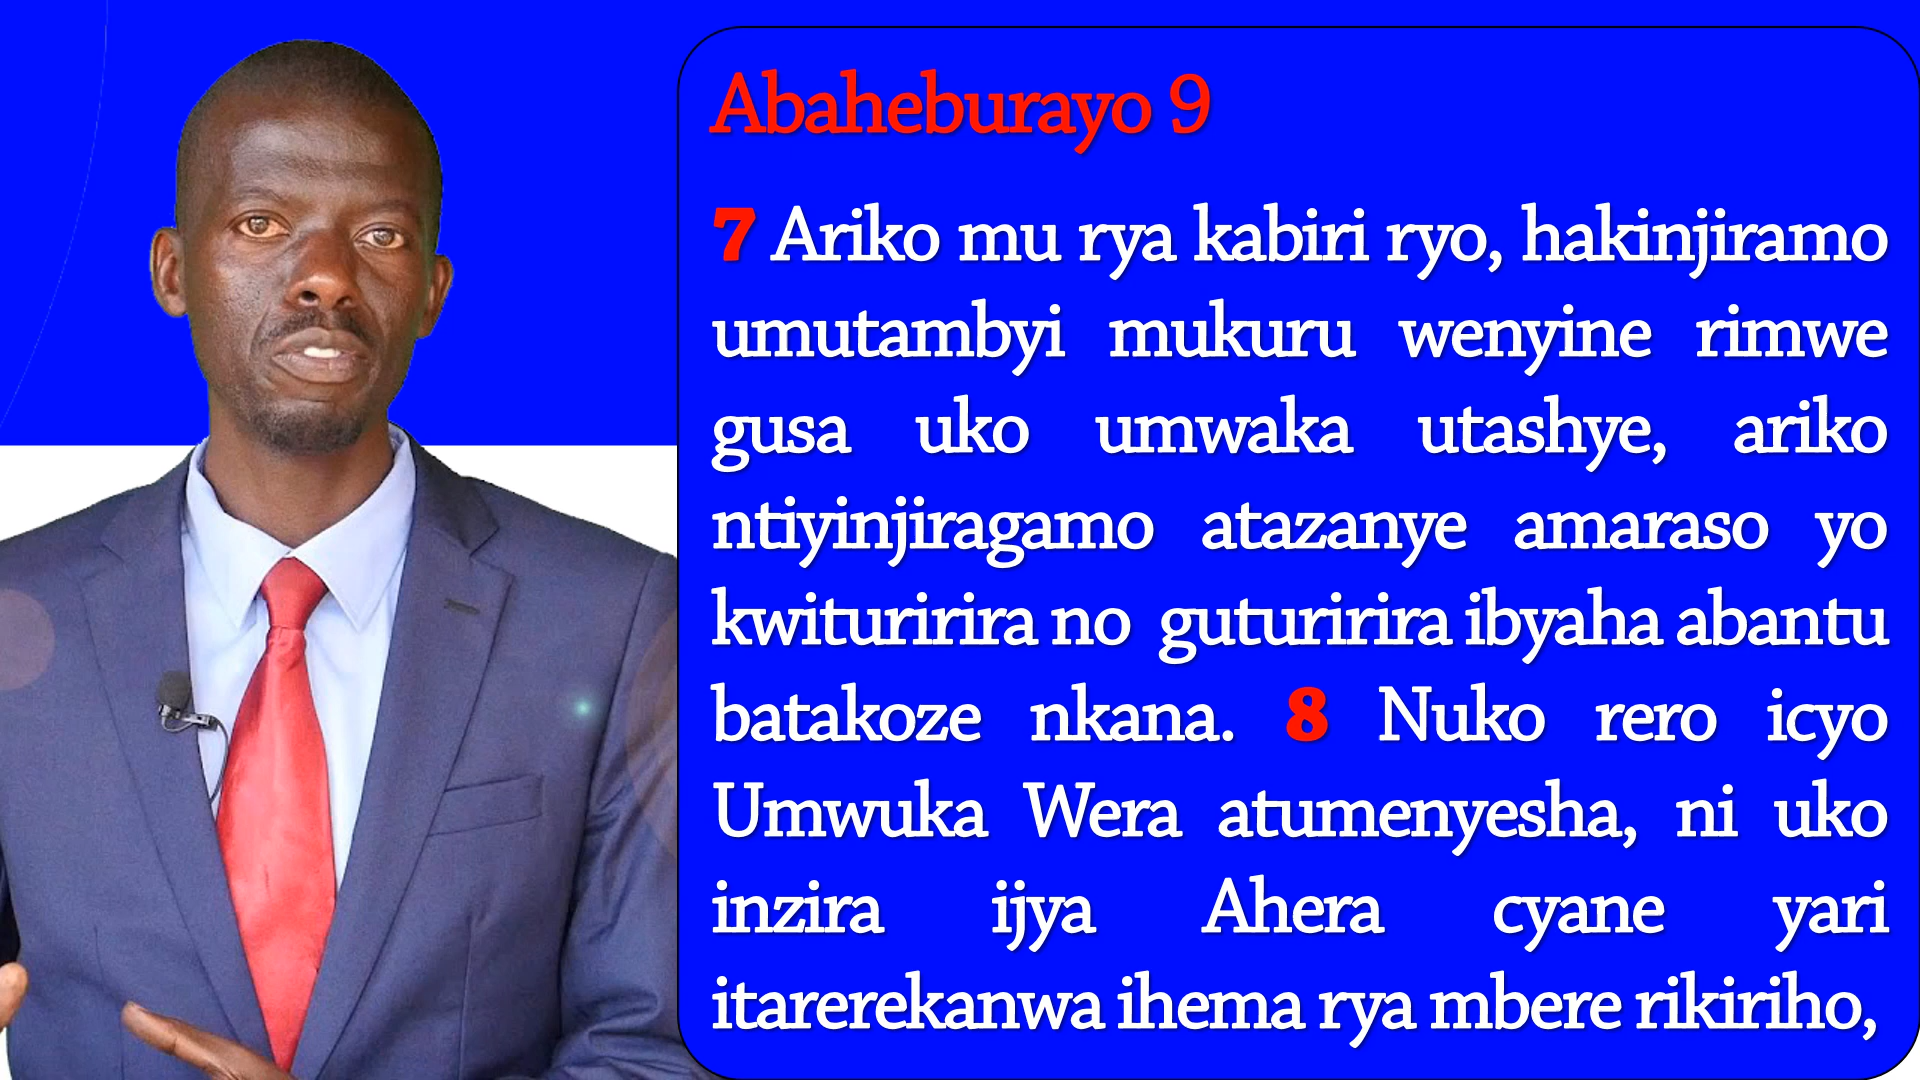 Abaheburayo 9
7 Ariko mu rya kabiri ryo, hakinjiramo
umutambyi mukuru wenyine rimwe
gusa uko umwaka utashye, ariko
ntiyinjiragamo atazanye amaraso yo
kwituririra no guturirira ibyaha abantu
batakoze nkana. 8 Nuko rero icyo
Umwuka Wera atumenyesha, ni uko
inzira ijya Ahera cyane yari
itarerekanwa ihema rya mbere rikiriho,